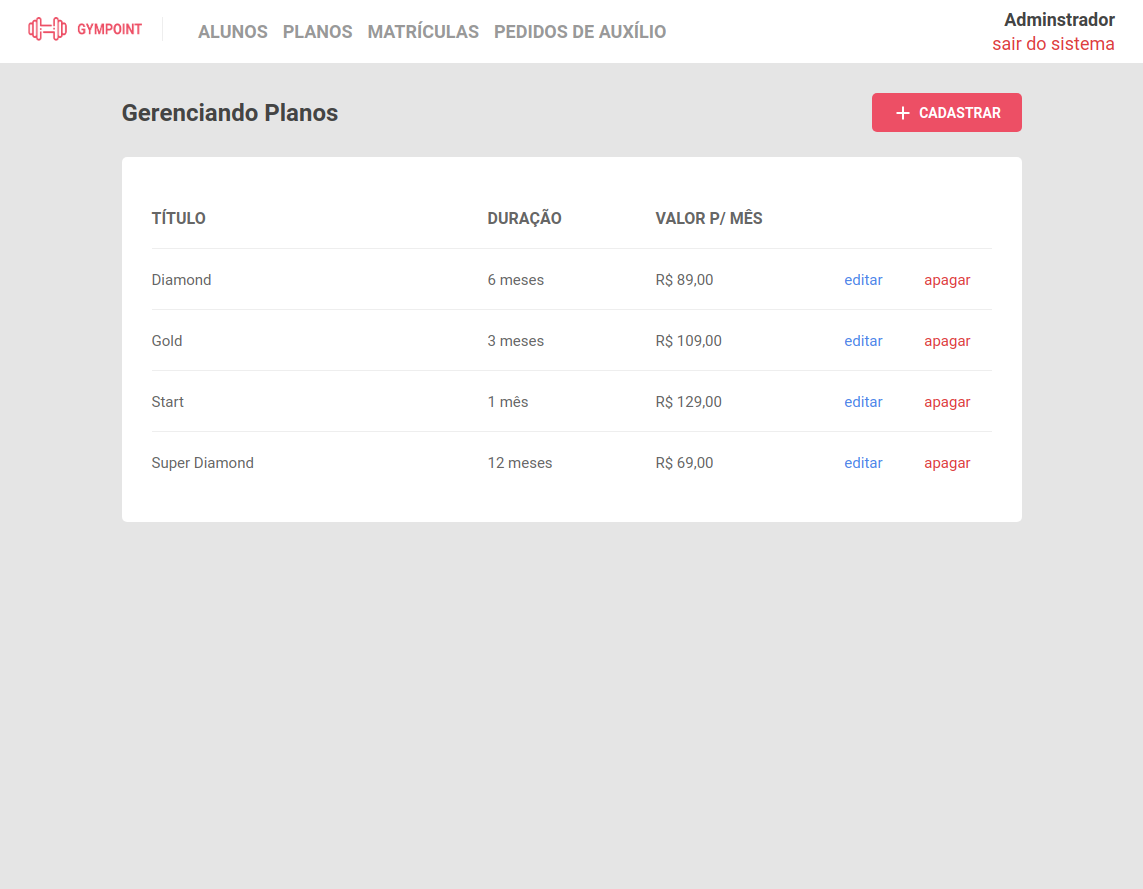 GYMPOINT
ALUNOS PLANOS MATRÍCULAS PEDIDOS DE AUXÍLIO
Adminstrador
sair do sistema
Gerenciando Planos
CADASTRAR
TÍTULO DURAÇÃO VALOR P/ MÊS
Diamond 6 meses R$ 89,00 editar apagar
Gold 3 meses R$ 109,00 editar apagar
Start 1 mês R$ 129,00 editar apagar
Super Diamond 12 meses R$ 69,00 editar apagar